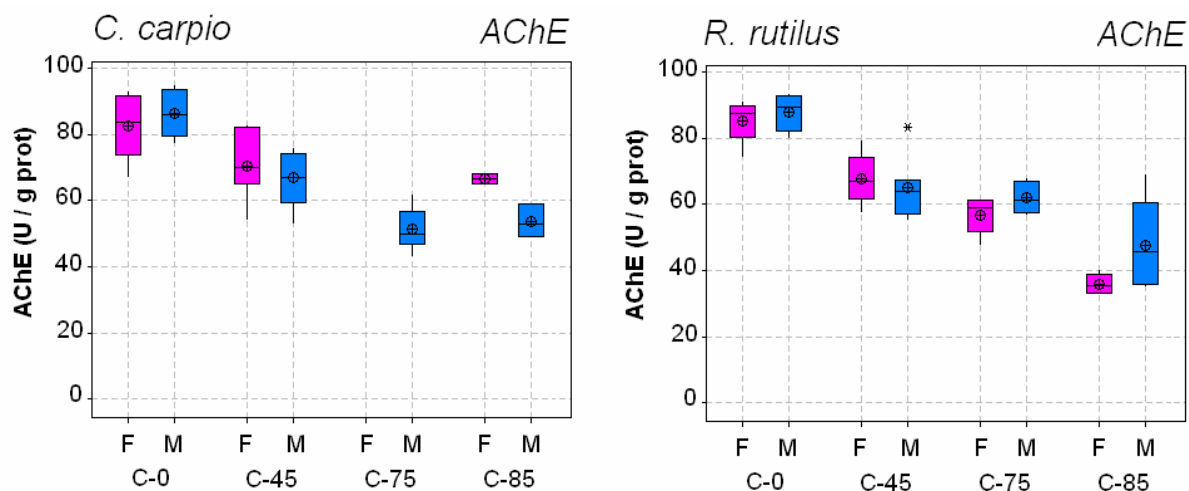 C. carpio AChE
100
80
60
40
20
0
AChE (U / g prot)
F M F M F M F M
C-0 C-45 C-75 C-85
R. rutilus AChE
100
80
60
40
20
0
AChE (U / g prot)
F M F M F M F M
C-0 C-45 C-75 C-85